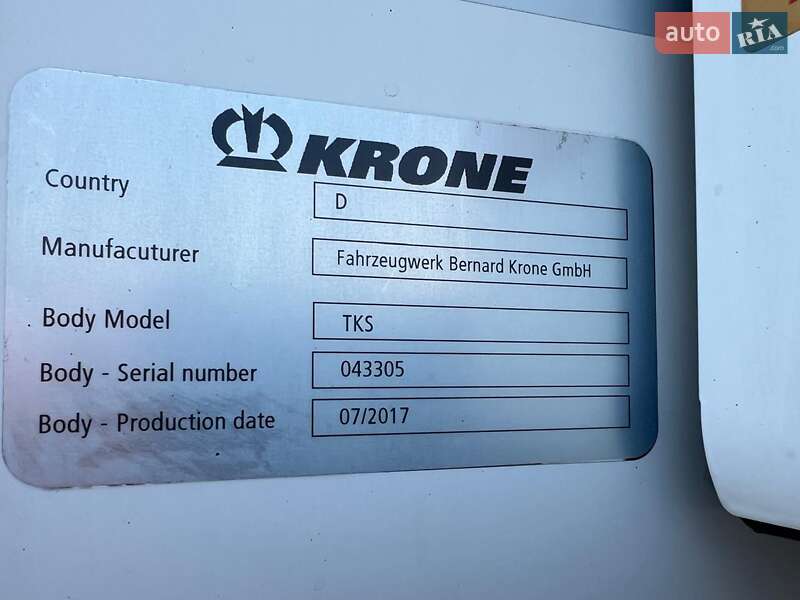 auto RIA.com
KRONE
Country D
Manufacuturer Fahrzeugwerk Bernard Krone GmbH
Body Model TKS
Body - Serial number 043305
Body - Production date 07/2017